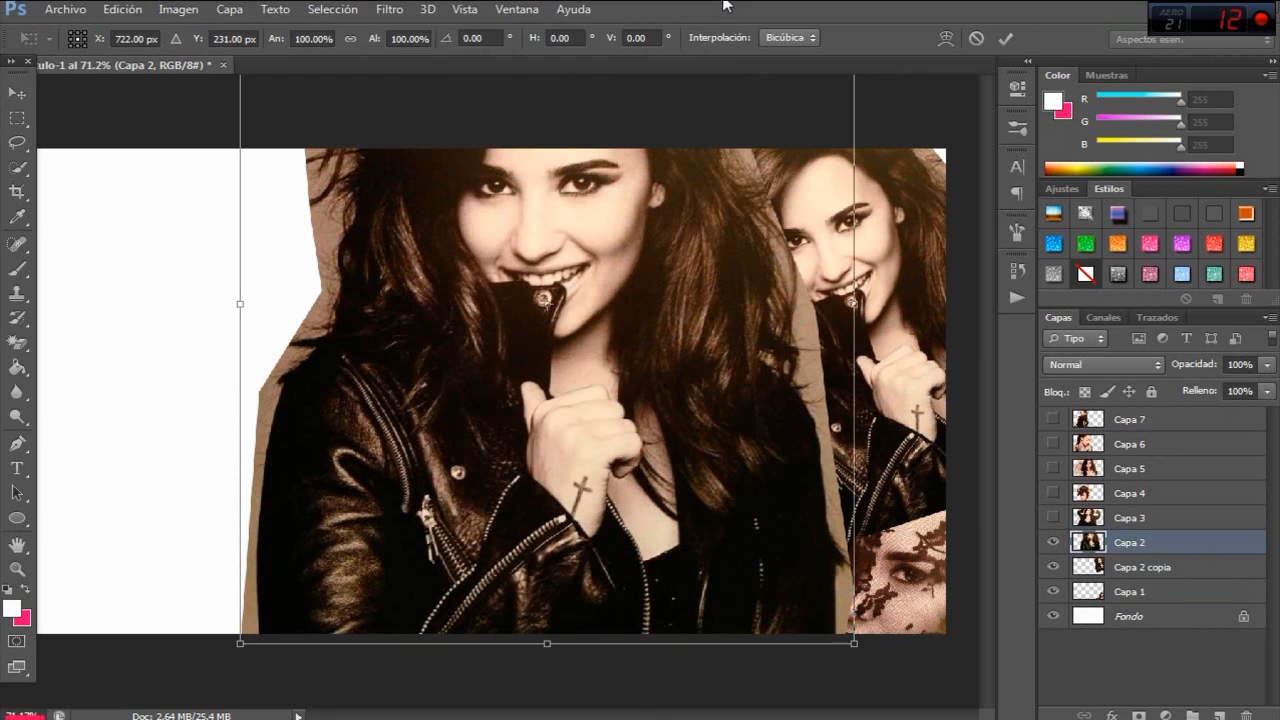 Ps Archivo Edición Imagen Capa Texto Selección Filtro 3D Vista Ventana Ayuda
AERO 21 12
X: 722.00 px Y: 231.00 px An: 100.00% Al: 100.00% 0.00 ° H: 0.00 ° V: 0.00 ° Interpolación: Bicúbica Aspectos esen.
ulo-1 al 71.2% (Capa 2, RGB/8#) * ×
Color Muestras
R 255
G 255
B 255
Ajustes Estilos
Capas Canales Trazados
Tipo
Normal Opacidad: 100%
Bloq.: Relleno: 100%
Capa 7
Capa 6
Capa 5
Capa 4
Capa 3
Capa 2
Capa 2 copia
Capa 1
Fondo
Doc: 2.64 MB/25.4 MB